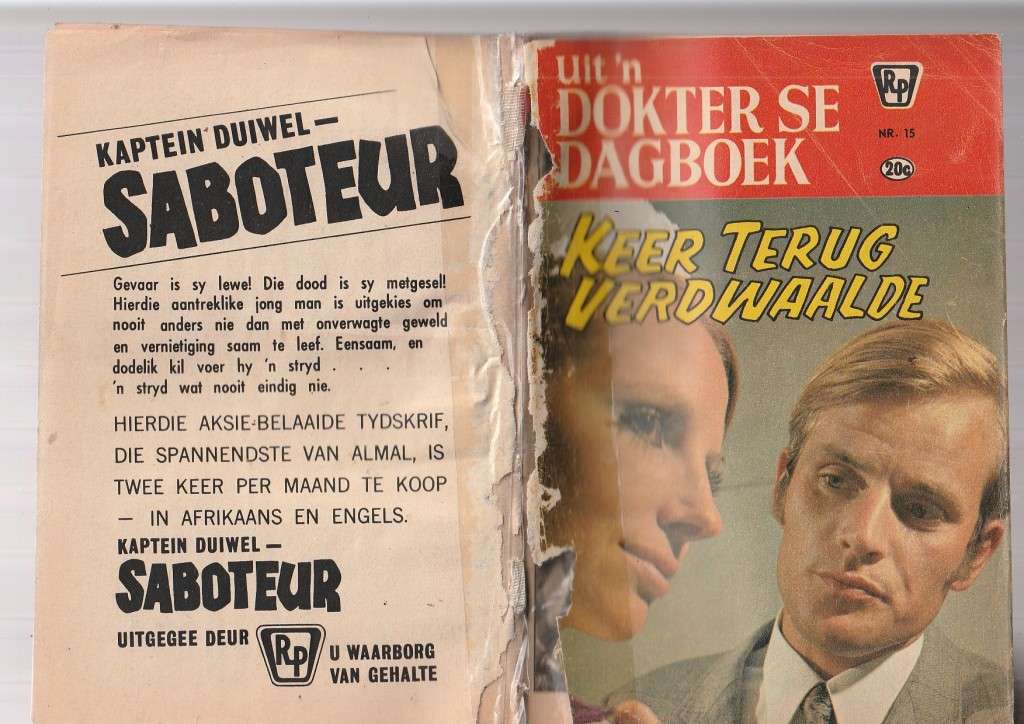 KAPTEIN DUIWEL —
SABOTEUR
Gevaar is sy lewe! Die dood is sy metgesel!
Hierdie aantreklike jong man is uitgekies om
nooit anders nie dan met onverwagte geweld
en vernietiging saam te leef. Eensaam, en
dodelik kil voer hy 'n stryd . . .
'n stryd wat nooit eindig nie.
HIERDIE AKSIE-BELAAIDE TYDSKRIF,
DIE SPANNENDSTE VAN ALMAL, IS
TWEE KEER PER MAAND TE KOOP
— IN AFRIKAANS EN ENGELS.
KAPTEIN DUIWEL —
SABOTEUR
UITGEGEE DEUR RP U WAARBORG
VAN GEHALTE
Uit 'n
DOKTER SE
DAGBOEK
RP
NR. 15
20c
KEER TERUG
VERDWAALDE